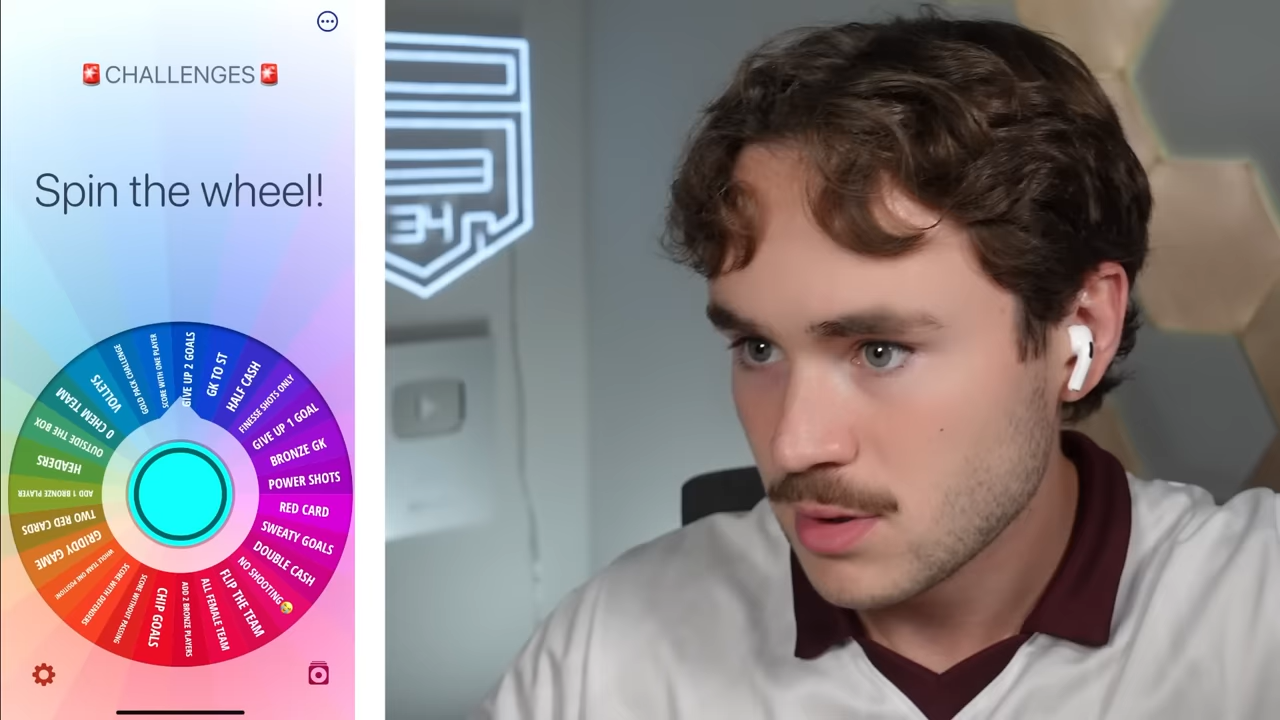 🚨CHALLENGES🚨
Spin the wheel!
GIVE UP 2 GOALS
GK TO ST
HALF CASH
FINESSE SHOTS ONLY
GIVE UP 1 GOAL
BRONZE GK
POWER SHOTS
RED CARD
SWEATY GOALS
DOUBLE CASH
NO SHOOTING😢
FLIP THE TEAM
ALL FEMALE TEAM
ADD 2 BRONZE PLAYERS
CHIP GOALS
SCORE WITHOUT PASSING
SCORE WITH DEFENDERS
WHOLE TEAM ONE POSITION!
GRIDDY GAME
TWO RED CARDS
ADD 1 BRONZE PLAYER
HEADERS
OUTSIDE THE BOX
0 CHEM TEAM
VOLLEYS
GOLD PACK CHALLENGE
SCORE WITH ONE PLAYER